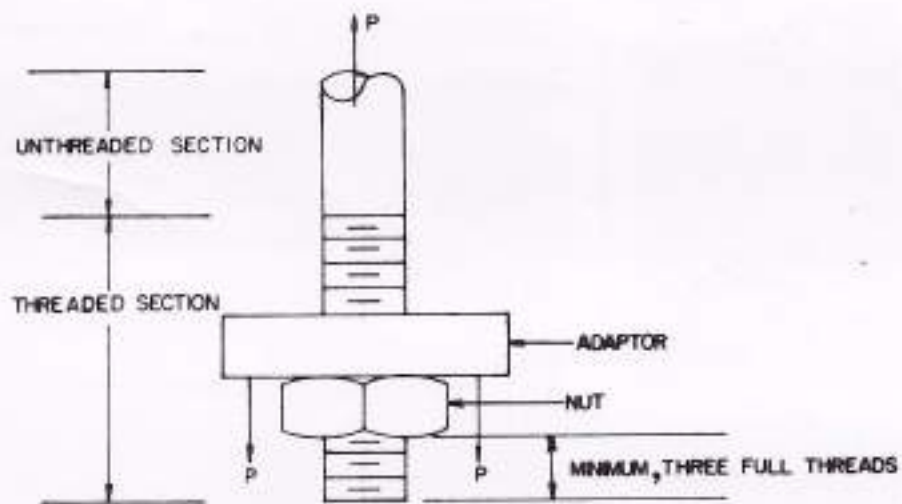 P
UNTHREADED SECTION
THREADED SECTION
ADAPTOR
NUT
P
P
MINIMUM, THREE FULL THREADS